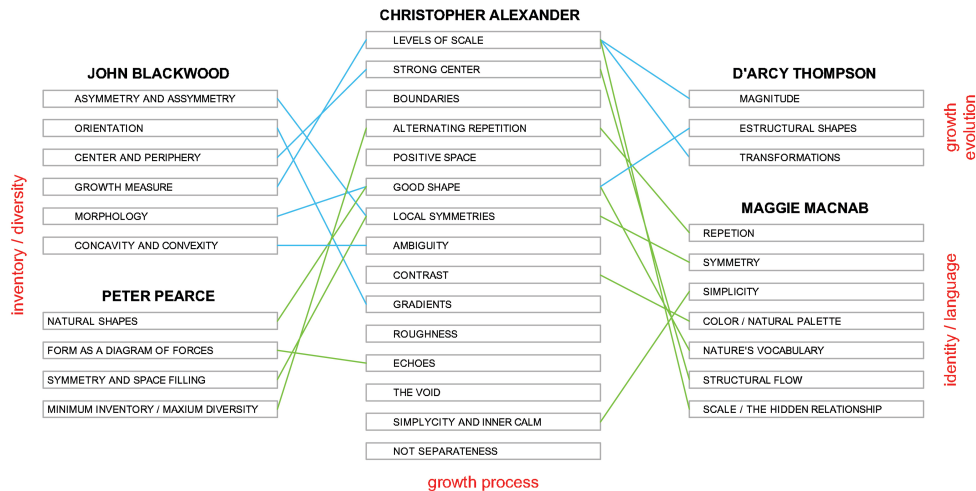 CHRISTOPHER ALEXANDER
LEVELS OF SCALE
STRONG CENTER
BOUNDARIES
ALTERNATING REPETITION
POSITIVE SPACE
GOOD SHAPE
LOCAL SYMMETRIES
AMBIGUITY
CONTRAST
GRADIENTS
ROUGHNESS
ECHOES
THE VOID
SIMPLYCITY AND INNER CALM
NOT SEPARATENESS
growth process
JOHN BLACKWOOD
ASYMMETRY AND ASSYMMETRY
ORIENTATION
CENTER AND PERIPHERY
GROWTH MEASURE
MORPHOLOGY
CONCAVITY AND CONVEXITY
inventory / diversity
PETER PEARCE
NATURAL SHAPES
FORM AS A DIAGRAM OF FORCES
SYMMETRY AND SPACE FILLING
MINIMUM INVENTORY / MAXIUM DIVERSITY
D'ARCY THOMPSON
MAGNITUDE
ESTRUCTURAL SHAPES
TRANSFORMATIONS
growth
evolution
MAGGIE MACNAB
REPETION
SYMMETRY
SIMPLICITY
COLOR / NATURAL PALETTE
NATURE'S VOCABULARY
STRUCTURAL FLOW
SCALE / THE HIDDEN RELATIONSHIP
identity / language